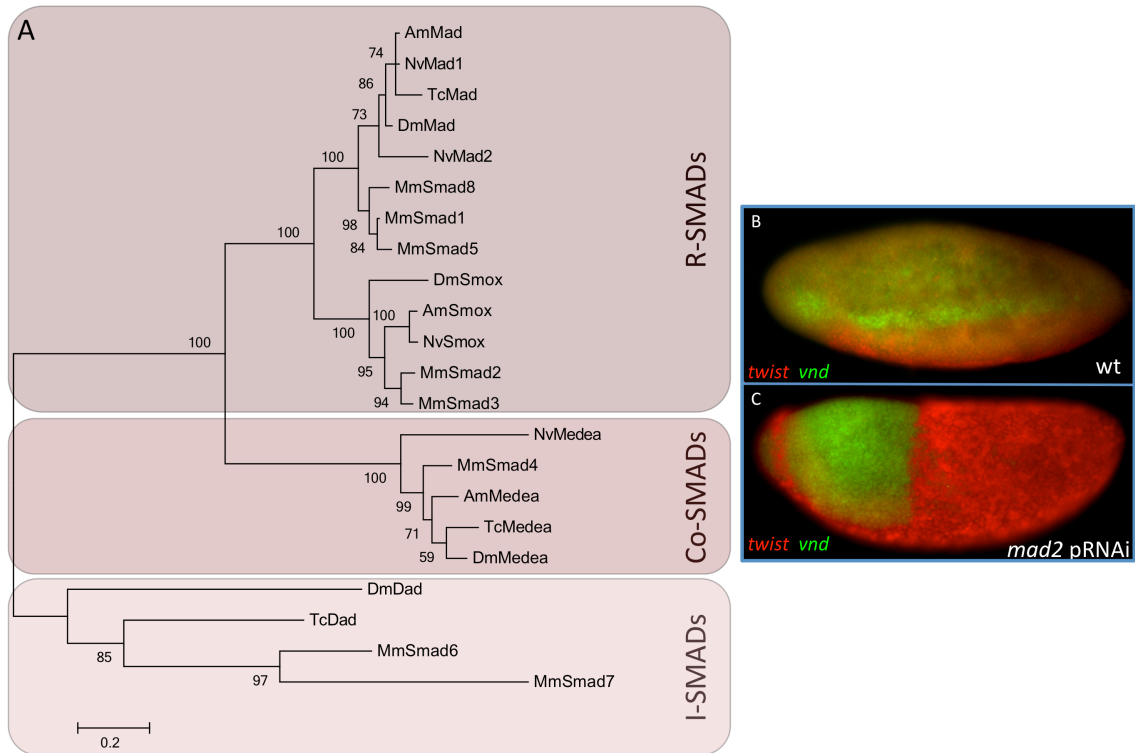 A
AmMad
74
NvMad1
86
TcMad
73
DmMad
100
NvMad2
MmSmad8
98
MmSmad1
84
MmSmad5
100
DmSmox
100
AmSmox
100
NvSmox
100
95
MmSmad2
94
MmSmad3
R-SMADs
NvMedea
100
MmSmad4
99
AmMedea
71
TcMedea
59
DmMedea
Co-SMADs
DmDad
TcDad
85
MmSmad6
97
MmSmad7
I-SMADs
0.2
B
twist vnd
wt
C
twist vnd
mad2 pRNAi